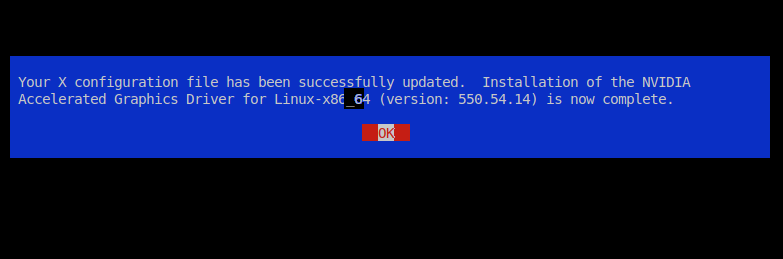 Your X configuration file has been successfully updated.  Installation of the NVIDIA
Accelerated Graphics Driver for Linux-x86_64 (version: 550.54.14) is now complete.
OK